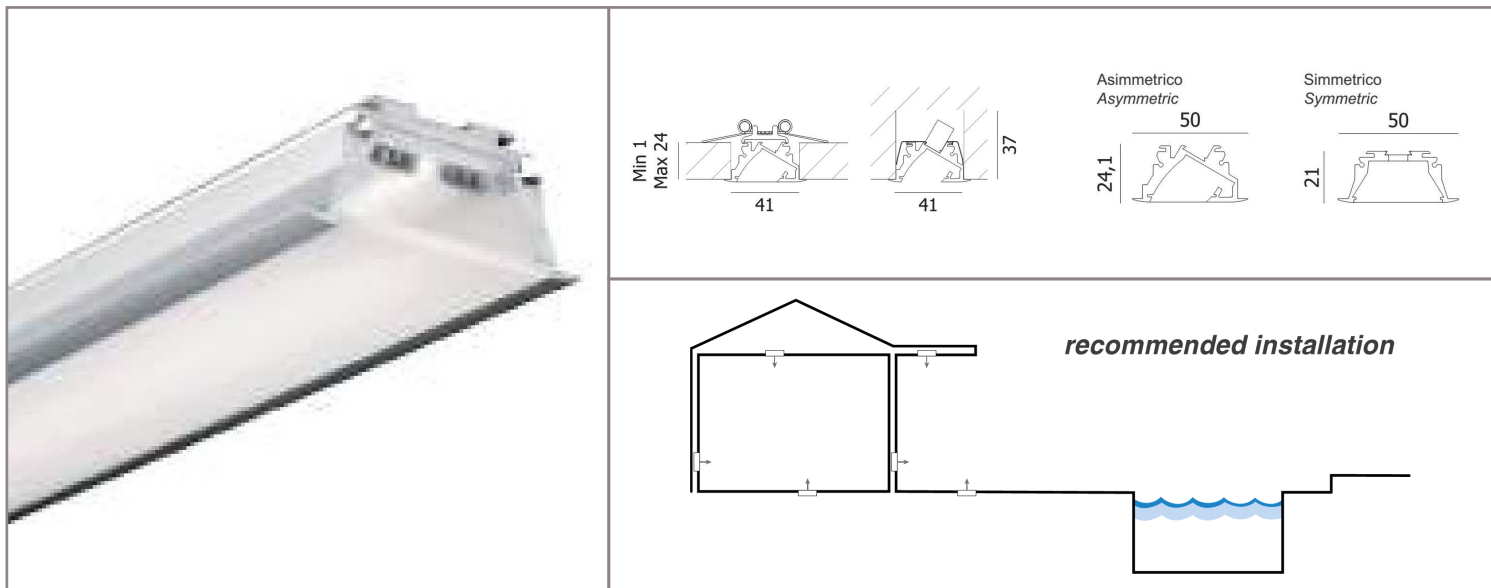 Asimmetrico
Asymmetric
Simmetrico
Symmetric
50
50
Min 1
Max 24
37
24,1
21
41
41
recommended installation